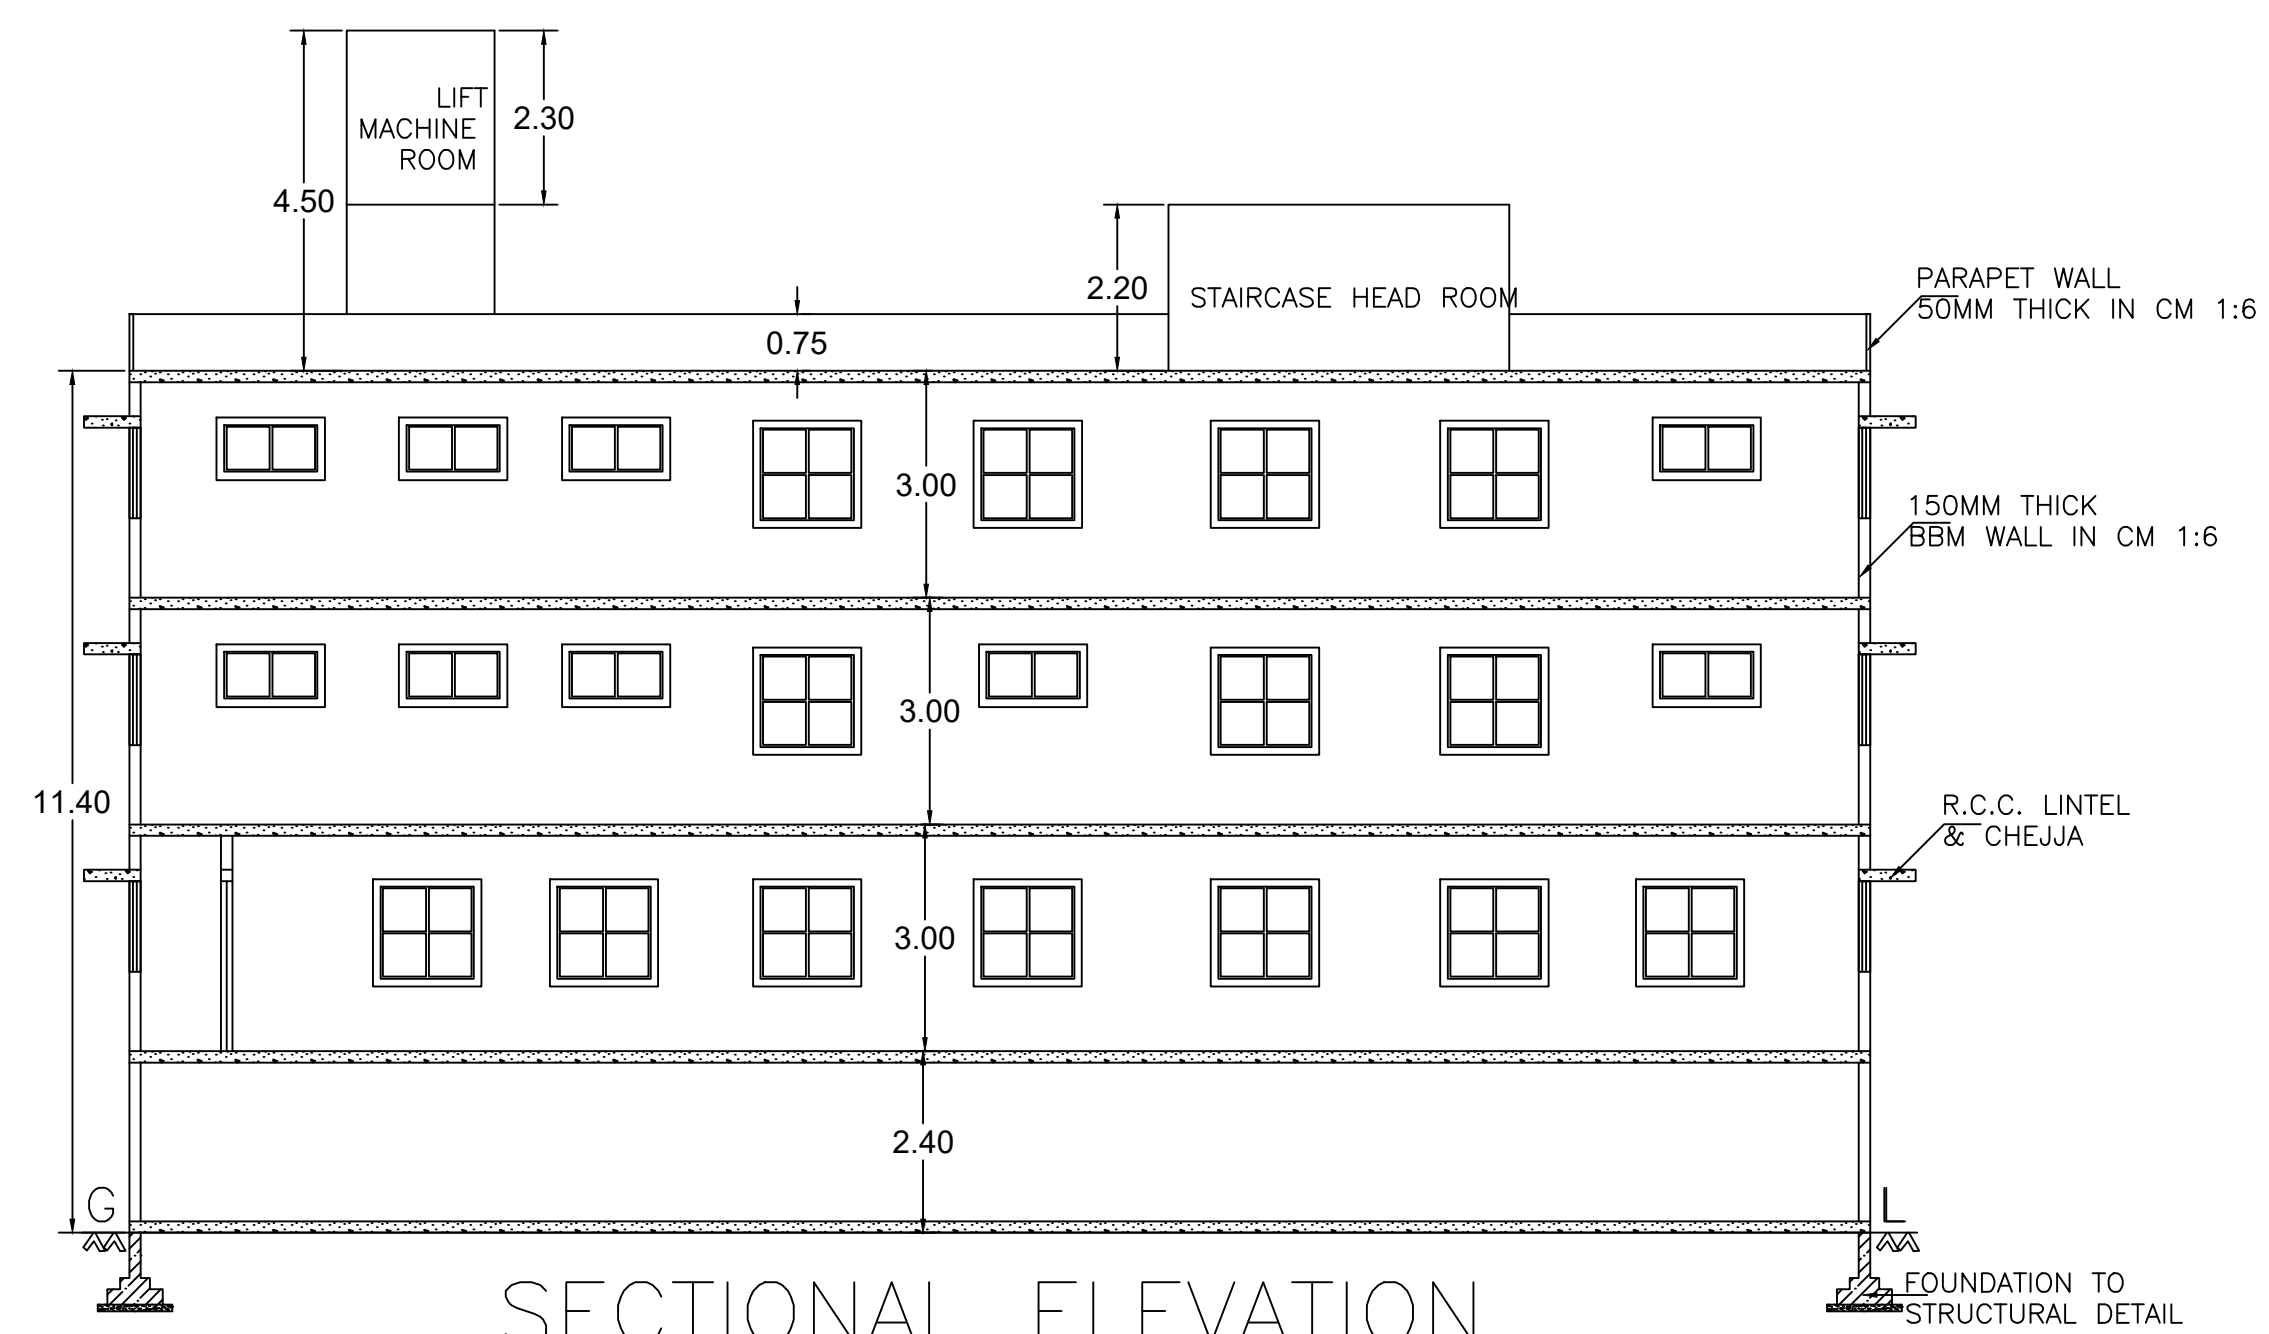 LIFT
MACHINE
ROOM
2.30
4.50
2.20
STAIRCASE HEAD ROOM
PARAPET WALL
50MM THICK IN CM 1:6
0.75
3.00
150MM THICK
BBM WALL IN CM 1:6
3.00
11.40
R.C.C. LINTEL
& CHEJJA
3.00
2.40
G
L
FOUNDATION TO
STRUCTURAL DETAIL
SECTIONAL ELEVATION